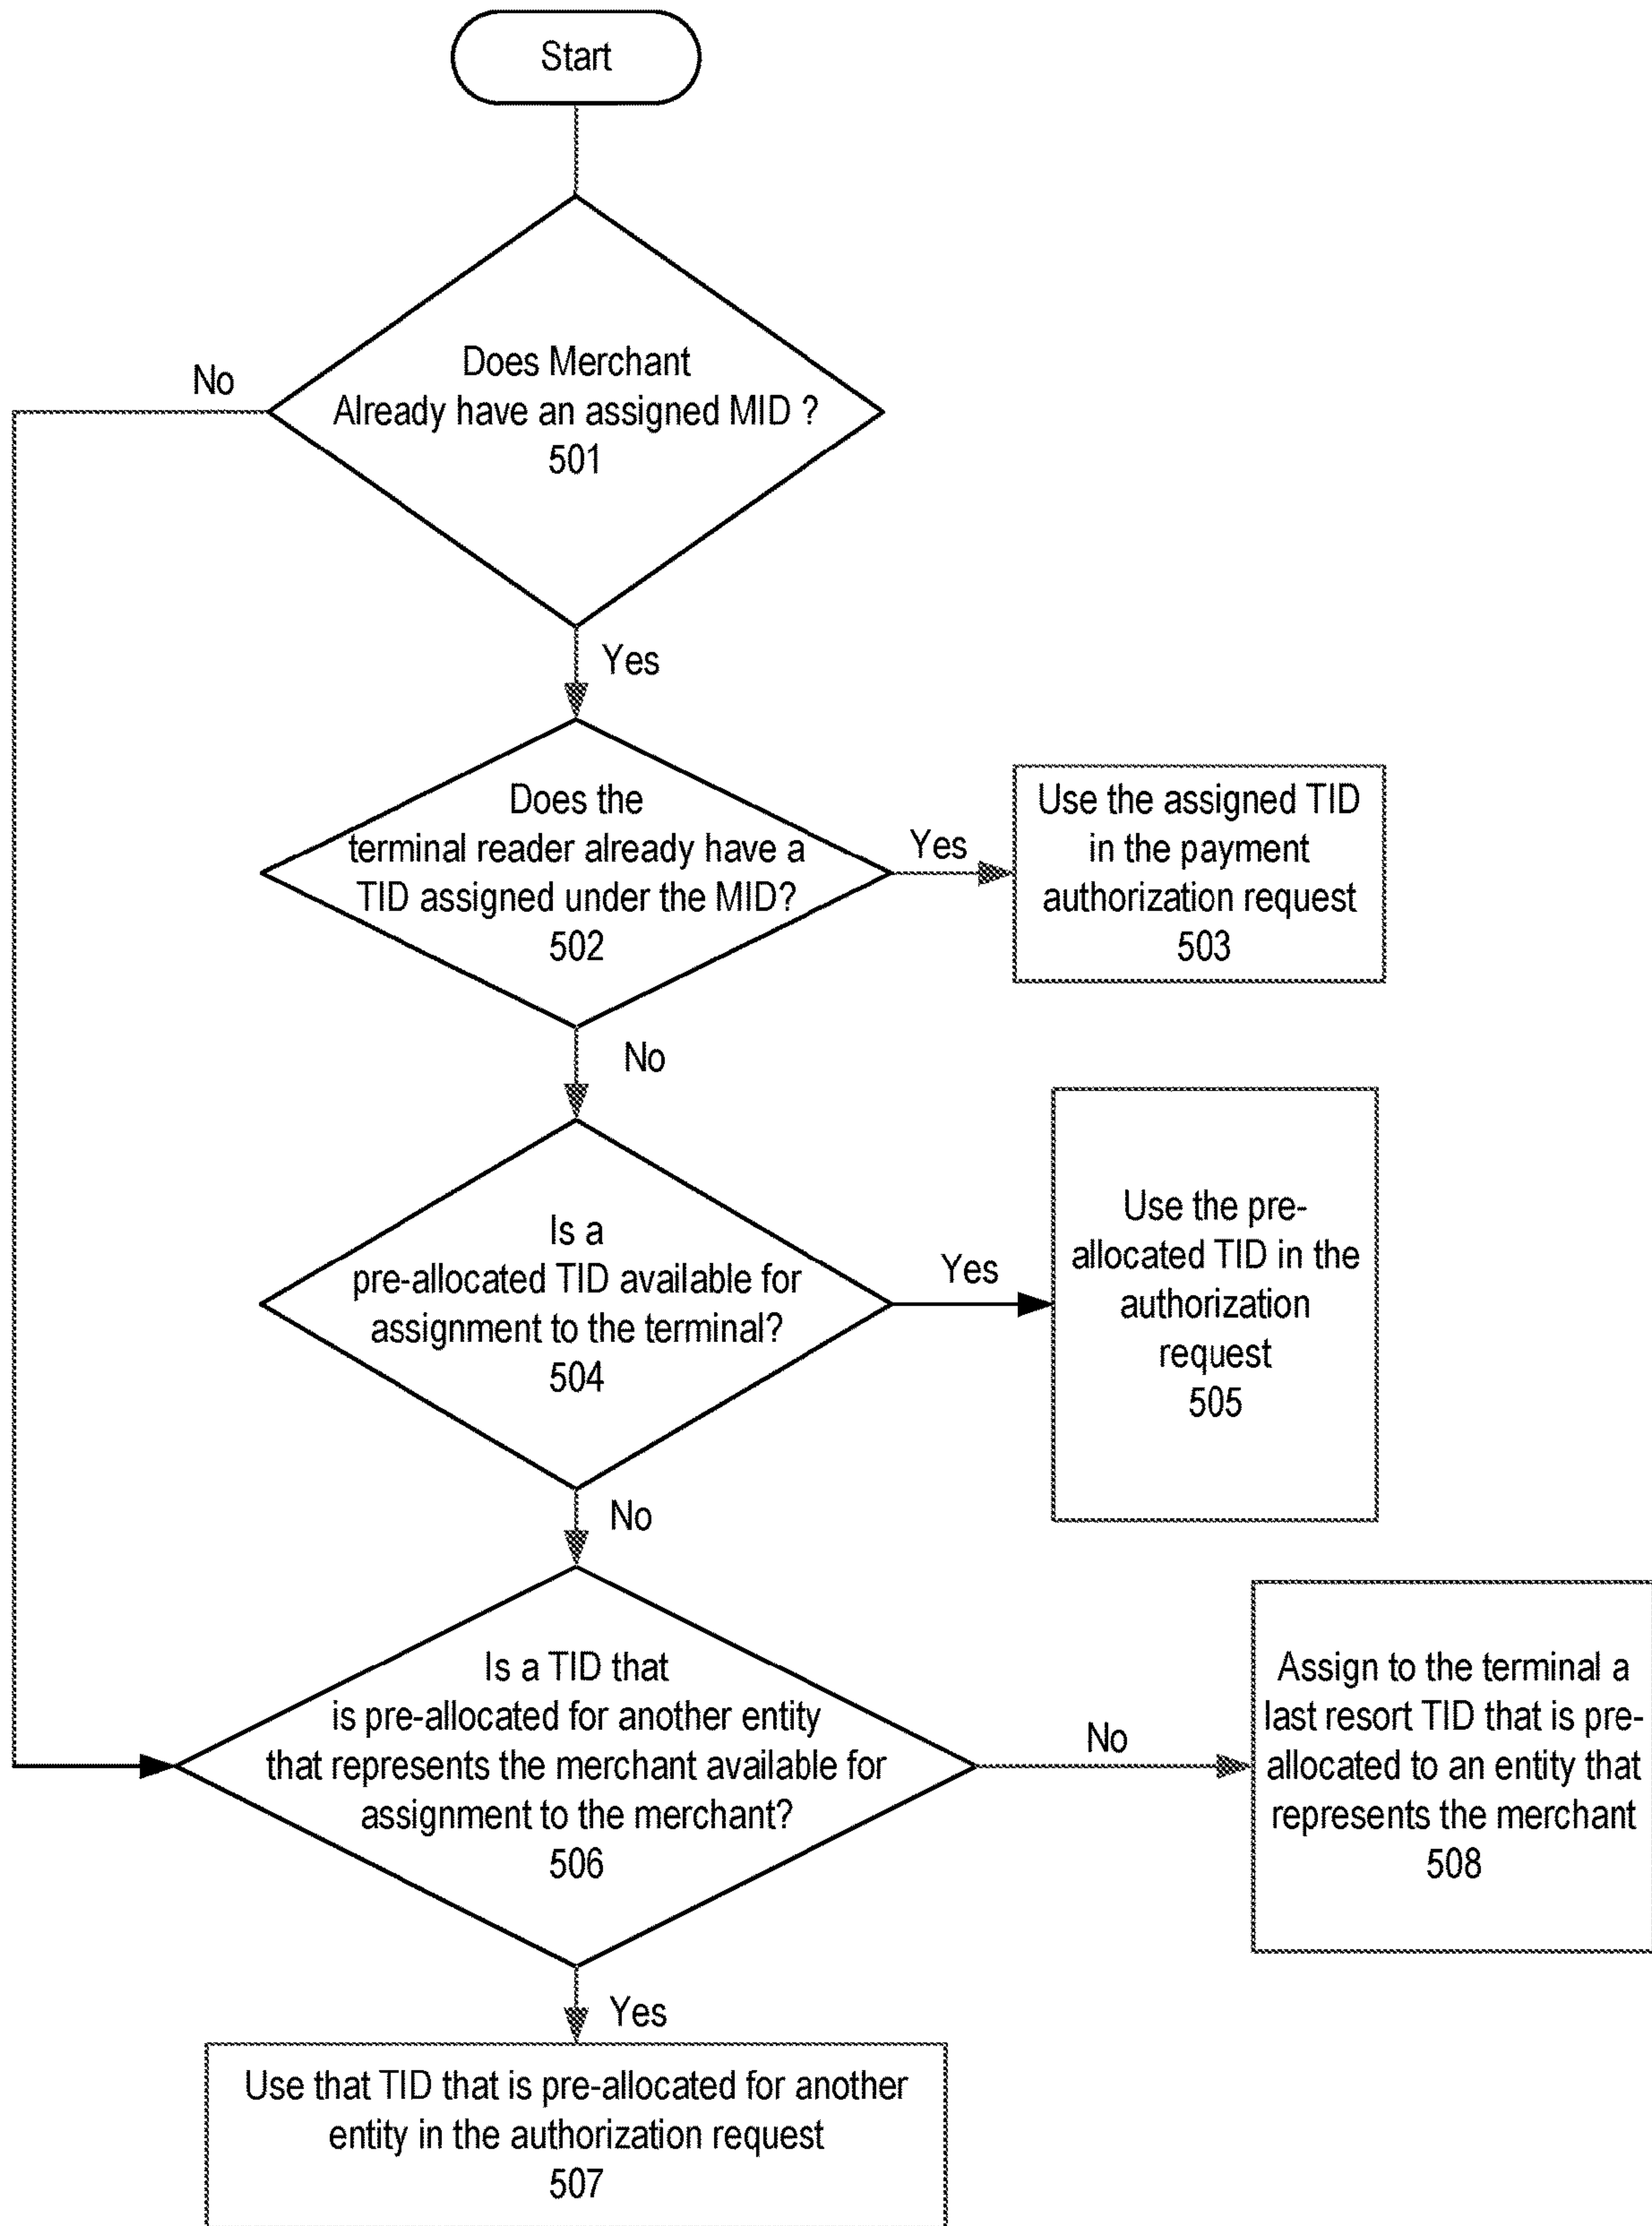 Start
Does Merchant
Already have an assigned MID ?
501
No
Yes
Does the
terminal reader already have a
TID assigned under the MID?
502
Yes
Use the assigned TID
in the payment
authorization request
503
No
Is a
pre-allocated TID available for
assignment to the terminal?
504
Yes
Use the pre-
allocated TID in the
authorization
request
505
No
Is a TID that
is pre-allocated for another entity
that represents the merchant available for
assignment to the merchant?
506
No
Assign to the terminal a
last resort TID that is pre-
allocated to an entity that
represents the merchant
508
Yes
Use that TID that is pre-allocated for another
entity in the authorization request
507